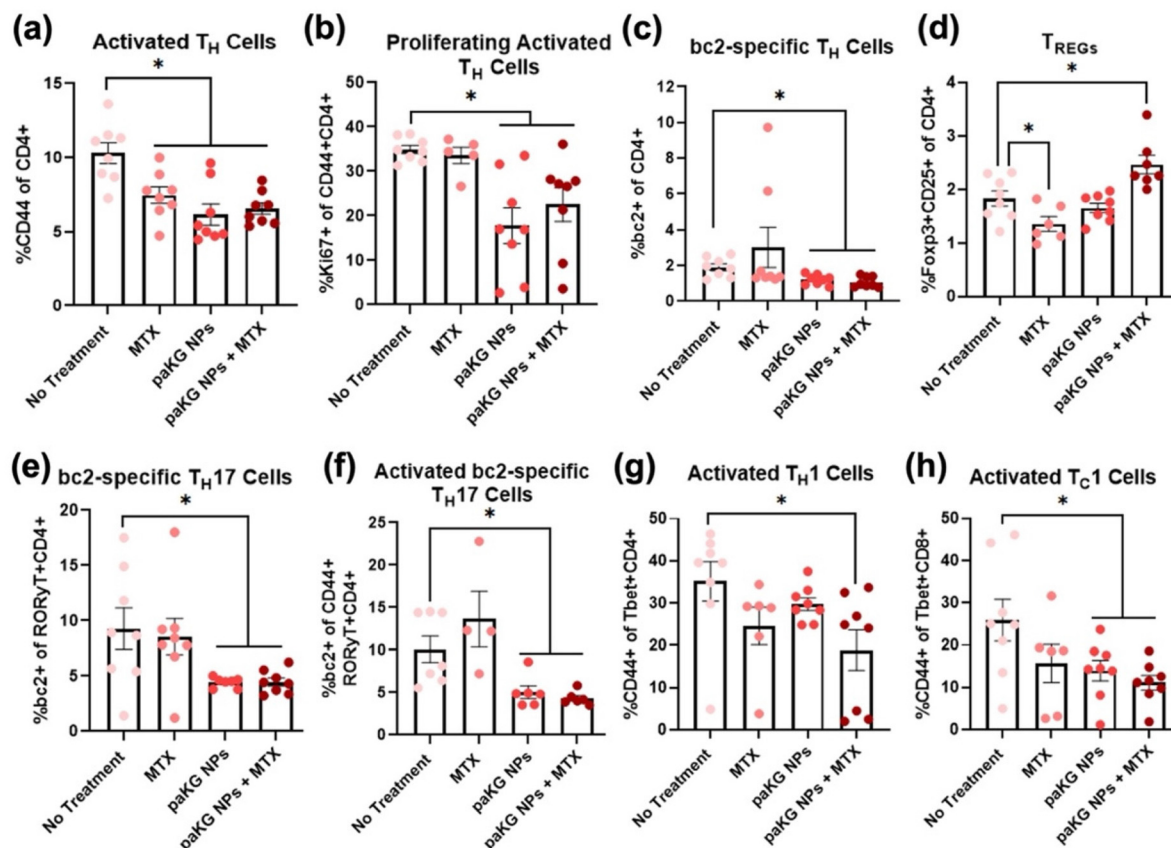 (a)
Activated TH Cells
*
%CD44 of CD4+
15
10
5
0
No Treatment
MTX
paKG NPs
paKG NPs + MTX
(b)
Proliferating Activated
TH Cells
*
%Ki67+ of CD44+CD4+
50
40
30
20
10
0
No Treatment
MTX
paKG NPs
paKG NPs + MTX
(c)
bc2-specific TH Cells
*
%bc2+ of CD4+
12
10
8
6
4
2
0
No Treatment
MTX
paKG NPs
paKG NPs + MTX
(d)
TREGs
*
*
%Foxp3+CD25+ of CD4+
4
3
2
1
0
No Treatment
MTX
paKG NPs
paKG NPs + MTX
(e)
bc2-specific TH17 Cells
*
%bc2+ of RORγT+CD4+
20
15
10
5
0
No Treatment
MTX
paKG NPs
paKG NPs + MTX
(f)
Activated bc2-specific
TH17 Cells
*
%bc2+ of CD44+
RORγT+CD4+
25
20
15
10
5
0
No Treatment
MTX
paKG NPs
paKG NPs + MTX
(g)
Activated TH1 Cells
*
%CD44+ of Tbet+CD4+
50
40
30
20
10
0
No Treatment
MTX
paKG NPs
paKG NPs + MTX
(h)
Activated TC1 Cells
*
%CD44+ of Tbet+CD8+
50
40
30
20
10
0
No Treatment
MTX
paKG NPs
paKG NPs + MTX